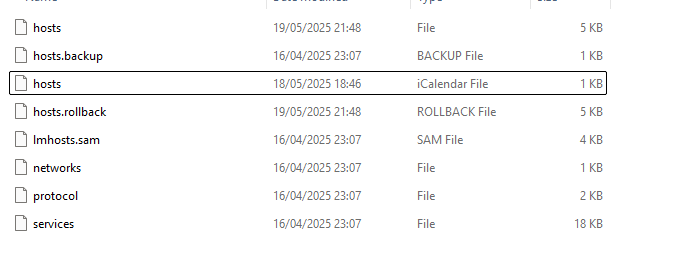 hosts 19/05/2025 21:48 File 5 KB
hosts.backup 16/04/2025 23:07 BACKUP File 1 KB
hosts 18/05/2025 18:46 iCalendar File 1 KB
hosts.rollback 19/05/2025 21:48 ROLLBACK File 5 KB
lmhosts.sam 16/04/2025 23:07 SAM File 4 KB
networks 16/04/2025 23:07 File 1 KB
protocol 16/04/2025 23:07 File 2 KB
services 16/04/2025 23:07 File 18 KB